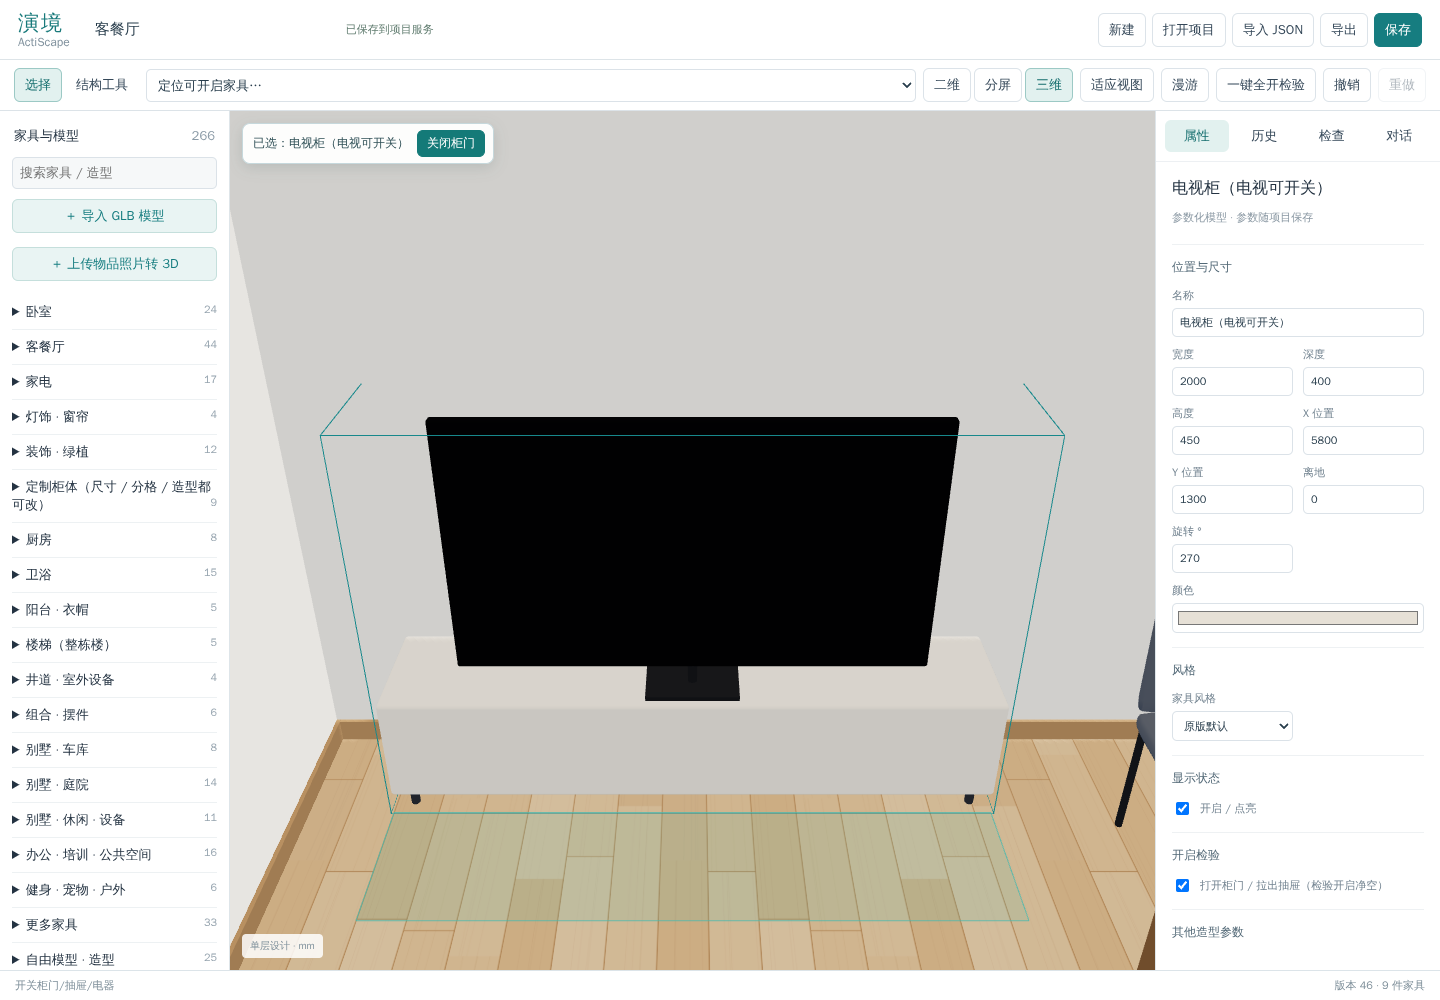 演境
ActiScape
客餐厅
已保存到项目服务
新建
打开项目
导入 JSON
导出
保存
选择
结构工具
定位可开启家具…
二维
分屏
三维
适应视图
漫游
一键全开检验
撤销
重做
家具与模型
266
搜索家具 / 造型
＋ 导入 GLB 模型
＋ 上传物品照片转 3D
▶ 卧室 24
▶ 客餐厅 44
▶ 家电 17
▶ 灯饰 · 窗帘 4
▶ 装饰 · 绿植 12
▶ 定制柜体（尺寸 / 分格 / 造型都
可改） 9
▶ 厨房 8
▶ 卫浴 15
▶ 阳台 · 衣帽 5
▶ 楼梯（整栋楼） 5
▶ 井道 · 室外设备 4
▶ 组合 · 摆件 6
▶ 别墅 · 车库 8
▶ 别墅 · 庭院 14
▶ 别墅 · 休闲 · 设备 11
▶ 办公 · 培训 · 公共空间 16
▶ 健身 · 宠物 · 户外 6
▶ 更多家具 33
▶ 自由模型 · 造型 25
已选：电视柜（电视可开关）
关闭柜门
单层设计 · mm
属性
历史
检查
对话
电视柜（电视可开关）
参数化模型 · 参数随项目保存
位置与尺寸
名称
电视柜（电视可开关）
宽度
深度
2000
400
高度
X 位置
450
5800
Y 位置
离地
1300
0
旋转 °
270
颜色
风格
家具风格
原版默认
显示状态
开启 / 点亮
开启检验
打开柜门 / 拉出抽屉（检验开启净空）
其他造型参数
开关柜门/抽屉/电器
版本 46 · 9 件家具